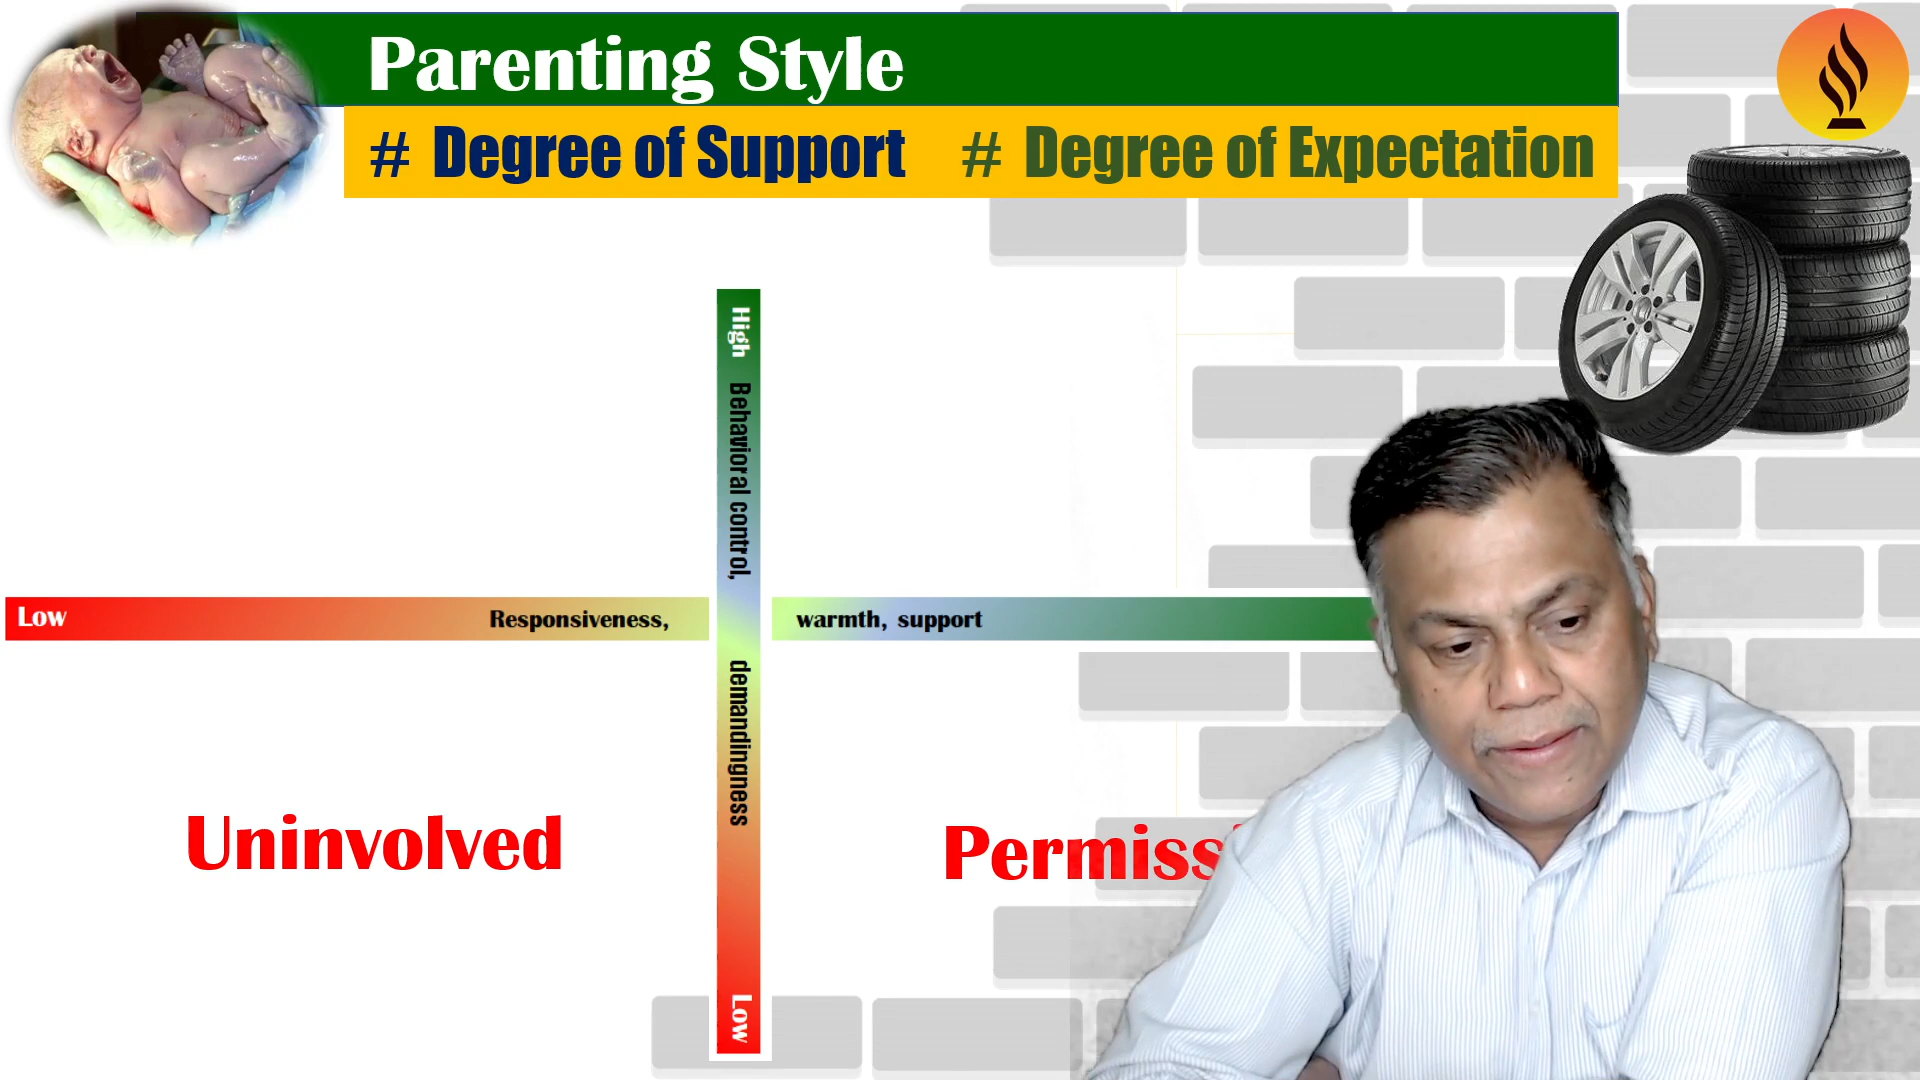 Parenting Style
# Degree of Support # Degree of Expectation
High Behavioral control, demandingness Low
Low Responsiveness, warmth, support
Uninvolved